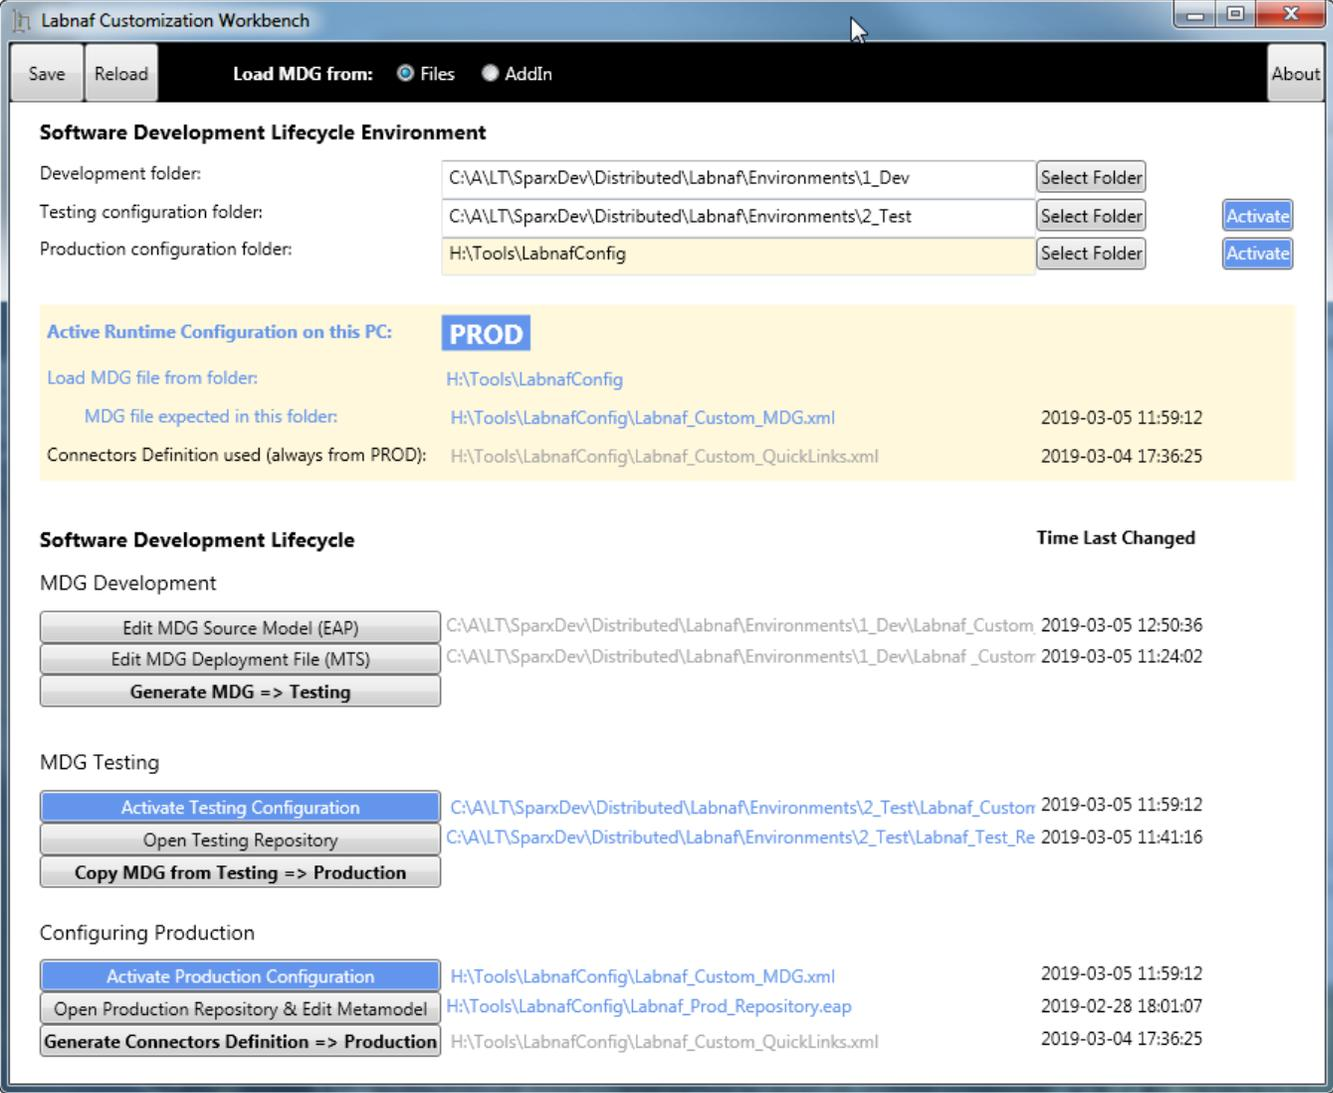 Labnaf Customization Workbench
Save Reload Load MDG from: Files AddIn About
Software Development Lifecycle Environment
Development folder: C:\A\LT\SparxDev\Distributed\Labnaf\Environments\1_Dev Select Folder
Testing configuration folder: C:\A\LT\SparxDev\Distributed\Labnaf\Environments\2_Test Select Folder Activate
Production configuration folder: H:\Tools\LabnafConfig Select Folder Activate
Active Runtime Configuration on this PC: PROD
Load MDG file from folder: H:\Tools\LabnafConfig
MDG file expected in this folder: H:\Tools\LabnafConfig\Labnaf_Custom_MDG.xml 2019-03-05 11:59:12
Connectors Definition used (always from PROD): H:\Tools\LabnafConfig\Labnaf_Custom_QuickLinks.xml 2019-03-04 17:36:25
Software Development Lifecycle Time Last Changed
MDG Development
Edit MDG Source Model (EAP) C:\A\LT\SparxDev\Distributed\Labnaf\Environments\1_Dev\Labnaf_Custom_ 2019-03-05 12:50:36
Edit MDG Deployment File (MTS) C:\A\LT\SparxDev\Distributed\Labnaf\Environments\1_Dev\Labnaf _Custom 2019-03-05 11:24:02
Generate MDG => Testing
MDG Testing
Activate Testing Configuration C:\A\LT\SparxDev\Distributed\Labnaf\Environments\2_Test\Labnaf_Custom 2019-03-05 11:59:12
Open Testing Repository C:\A\LT\SparxDev\Distributed\Labnaf\Environments\2_Test\Labnaf_Test_Re 2019-03-05 11:41:16
Copy MDG from Testing => Production
Configuring Production
Activate Production Configuration H:\Tools\LabnafConfig\Labnaf_Custom_MDG.xml 2019-03-05 11:59:12
Open Production Repository & Edit Metamodel H:\Tools\LabnafConfig\Labnaf_Prod_Repository.eap 2019-02-28 18:01:07
Generate Connectors Definition => Production H:\Tools\LabnafConfig\Labnaf_Custom_QuickLinks.xml 2019-03-04 17:36:25